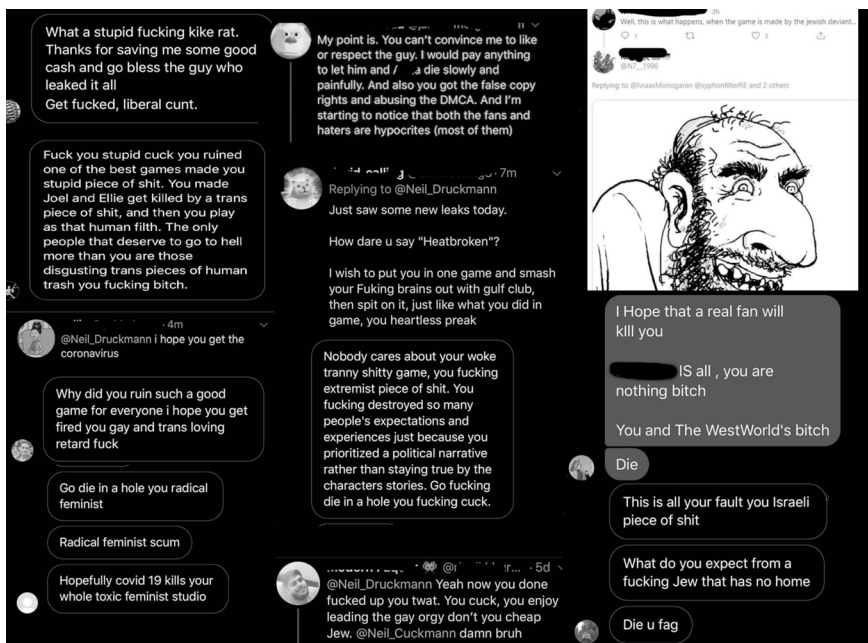 What a stupid fucking kike rat.
Thanks for saving me some good
cash and go bless the guy who
leaked it all
Get fucked, liberal cunt.
Fuck you stupid cuck you ruined
one of the best games made you
stupid piece of shit. You made
Joel and Ellie get killed by a trans
piece of shit, and then you play
as that human filth. The only
people that deserve to go to hell
more than you are those
disgusting trans pieces of human
trash you fucking bitch.
· 4m
@Neil_Druckmann i hope you get the
coronavirus
Why did you ruin such a good
game for everyone i hope you get
fired you gay and trans loving
retard fuck
Go die in a hole you radical
feminist
Radical feminist scum
Hopefully covid 19 kills your
whole toxic feminist studio
My point is. You can't convince me to like
or respect the guy. I would pay anything
to let him and die slowly and
painfully. And also you got the false copy
rights and abusing the DMCA. And I'm
starting to notice that both the fans and
haters are hypocrites (most of them)
· 7m
Replying to @Neil_Druckmann
Just saw some new leaks today.
How dare u say "Heatbroken"?
I wish to put you in one game and smash
your Fuking brains out with gulf club,
then spit on it, just like what you did in
game, you heartless preak
Nobody cares about your woke
tranny shitty game, you fucking
extremist piece of shit. You
fucking destroyed so many
people's expectations and
experiences just because you
prioritized a political narrative
rather than staying true by the
characters stories. Go fucking
die in a hole you fucking cuck.
· 5d
@Neil_Druckmann Yeah now you done
fucked up you twat. You cuck, you enjoy
leading the gay orgy don't you cheap
Jew. @Neil_Cuckmann damn bruh
· 3h
Well, this is what happens, when the game is made by the jewish deviant...
1 3
@N7_1996
Replying to @IvraasMonoganin @syphonfilterRE and 2 others
I Hope that a real fan will
kIll you
IS all , you are
nothing bitch
You and The WestWorld's bitch
Die
This is all your fault you Israeli
piece of shit
What do you expect from a
fucking Jew that has no home
Die u fag